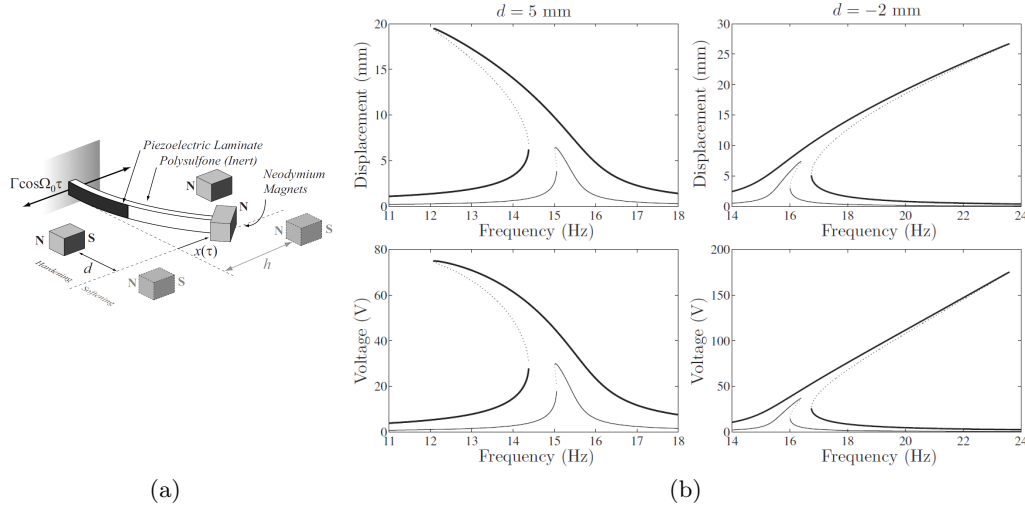 Piezoelectric Laminate
Polysulfone (Inert)
Neodymium
Magnets
ΓcosΩ₀τ
N
N
N S
N S
N S
x(τ)
d
h
Hardening
Softening
(a)
d = 5 mm
Displacement (mm)
20
15
10
5
0
11 12 13 14 15 16 17 18
Frequency (Hz)
d = −2 mm
Displacement (mm)
30
25
20
15
10
5
0
14 16 18 20 22 24
Frequency (Hz)
Voltage (V)
80
60
40
20
0
11 12 13 14 15 16 17 18
Frequency (Hz)
Voltage (V)
200
150
100
50
0
14 16 18 20 22 24
Frequency (Hz)
(b)